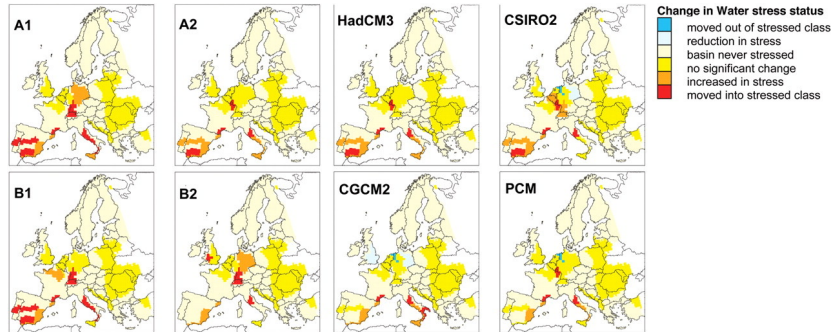 A1
A2
HadCM3
CSIRO2
Change in Water stress status
moved out of stressed class
reduction in stress
basin never stressed
no significant change
increased in stress
moved into stressed class
B1
B2
CGCM2
PCM